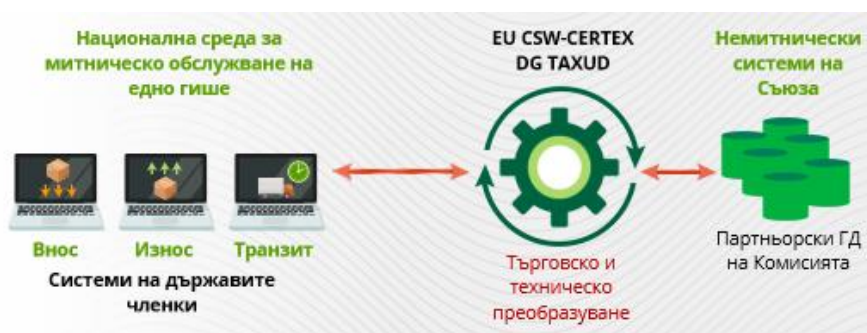 Национална среда за
митническо обслужване на
едно гише
EU CSW-CERTEX
DG TAXUD
Немитнически
системи на
Съюза
Внос
Износ
Транзит
Системи на държавите
членки
Търговско и
техническо
преобразуване
Партньорски ГД
на Комисията